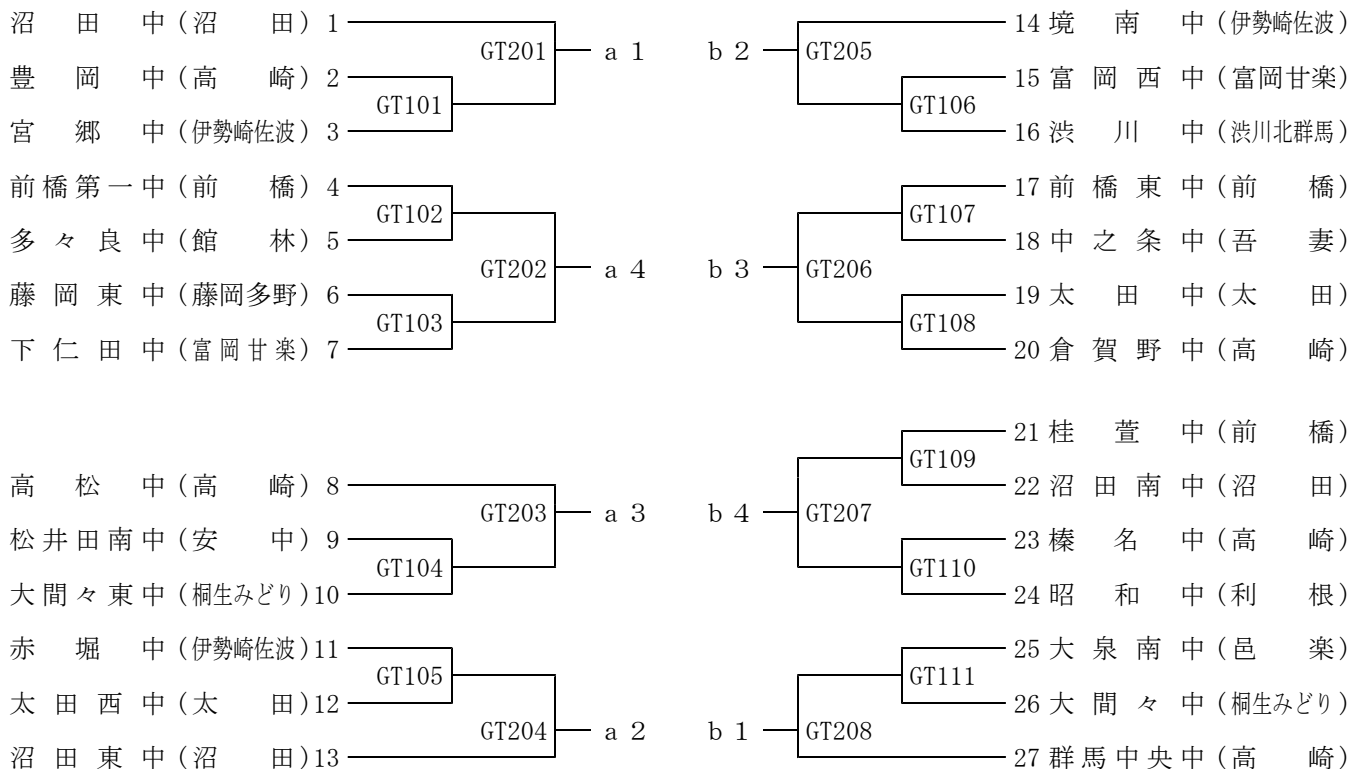 沼田中(沼田) 1
GT201
a 1
豊岡中(高崎) 2
GT101
宮郷中(伊勢崎佐波) 3
前橋第一中(前橋) 4
GT102
多々良中(館林) 5
GT202
a 4
藤岡東中(藤岡多野) 6
GT103
下仁田中(富岡甘楽) 7
高松中(高崎) 8
GT203
a 3
松井田南中(安中) 9
GT104
大間々東中(桐生みどり)10
赤堀中(伊勢崎佐波)11
GT105
太田西中(太田)12
GT204
a 2
沼田東中(沼田)13
14 境南中(伊勢崎佐波)
b 2
GT205
15 富岡西中(富岡甘楽)
GT106
16 渋川中(渋川北群馬)
17 前橋東中(前橋)
GT107
18 中之条中(吾妻)
b 3
GT206
19 太田中(太田)
GT108
20 倉賀野中(高崎)
21 桂萱中(前橋)
GT109
22 沼田南中(沼田)
b 4
GT207
23 榛名中(高崎)
GT110
24 昭和中(利根)
25 大泉南中(邑楽)
GT111
26 大間々中(桐生みどり)
b 1
GT208
27 群馬中央中(高崎)